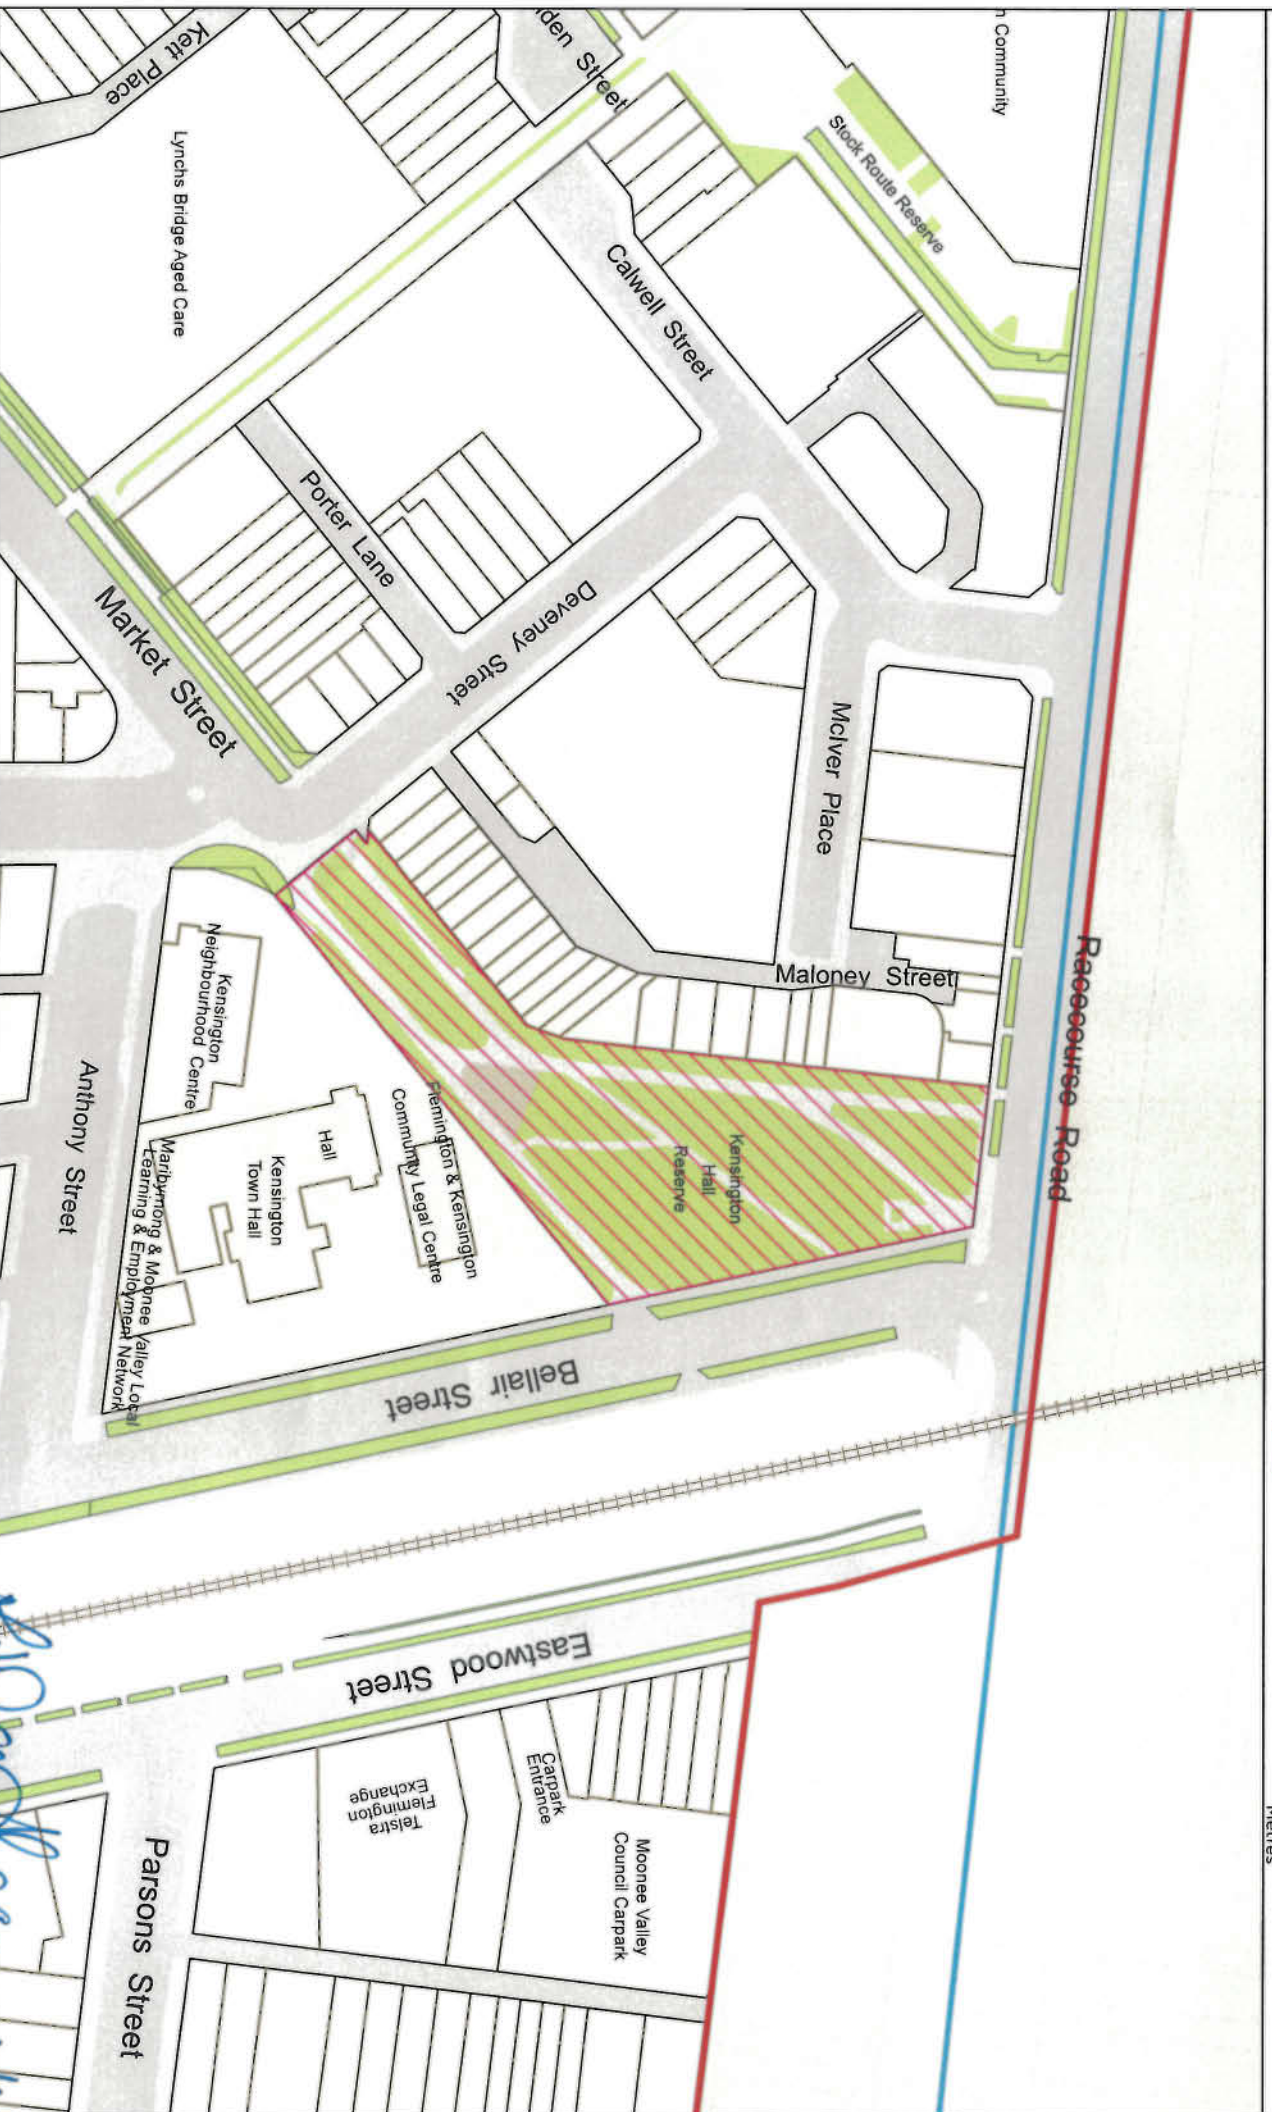 Kett Place
Lynchs Bridge Aged Care
den Street
n Community
Stock Route Reserve
Calwell Street
Porter Lane
Deveney Street
Market Street
McIver Place
Maloney Street
Racecourse Road
Kensington
Neighbourhood Centre
Anthony Street
Flemington & Kensington
Community Legal Centre
Kensington
Hall
Reserve
Hall
Kensington
Town Hall
Maribyrnong & Moonee Valley Local
Learning & Employment Network
Bellair Street
Eastwood Street
Telstra
Flemington
Exchange
Carpark
Entrance
Moonee Valley
Council Carpark
Parsons Street
Metres